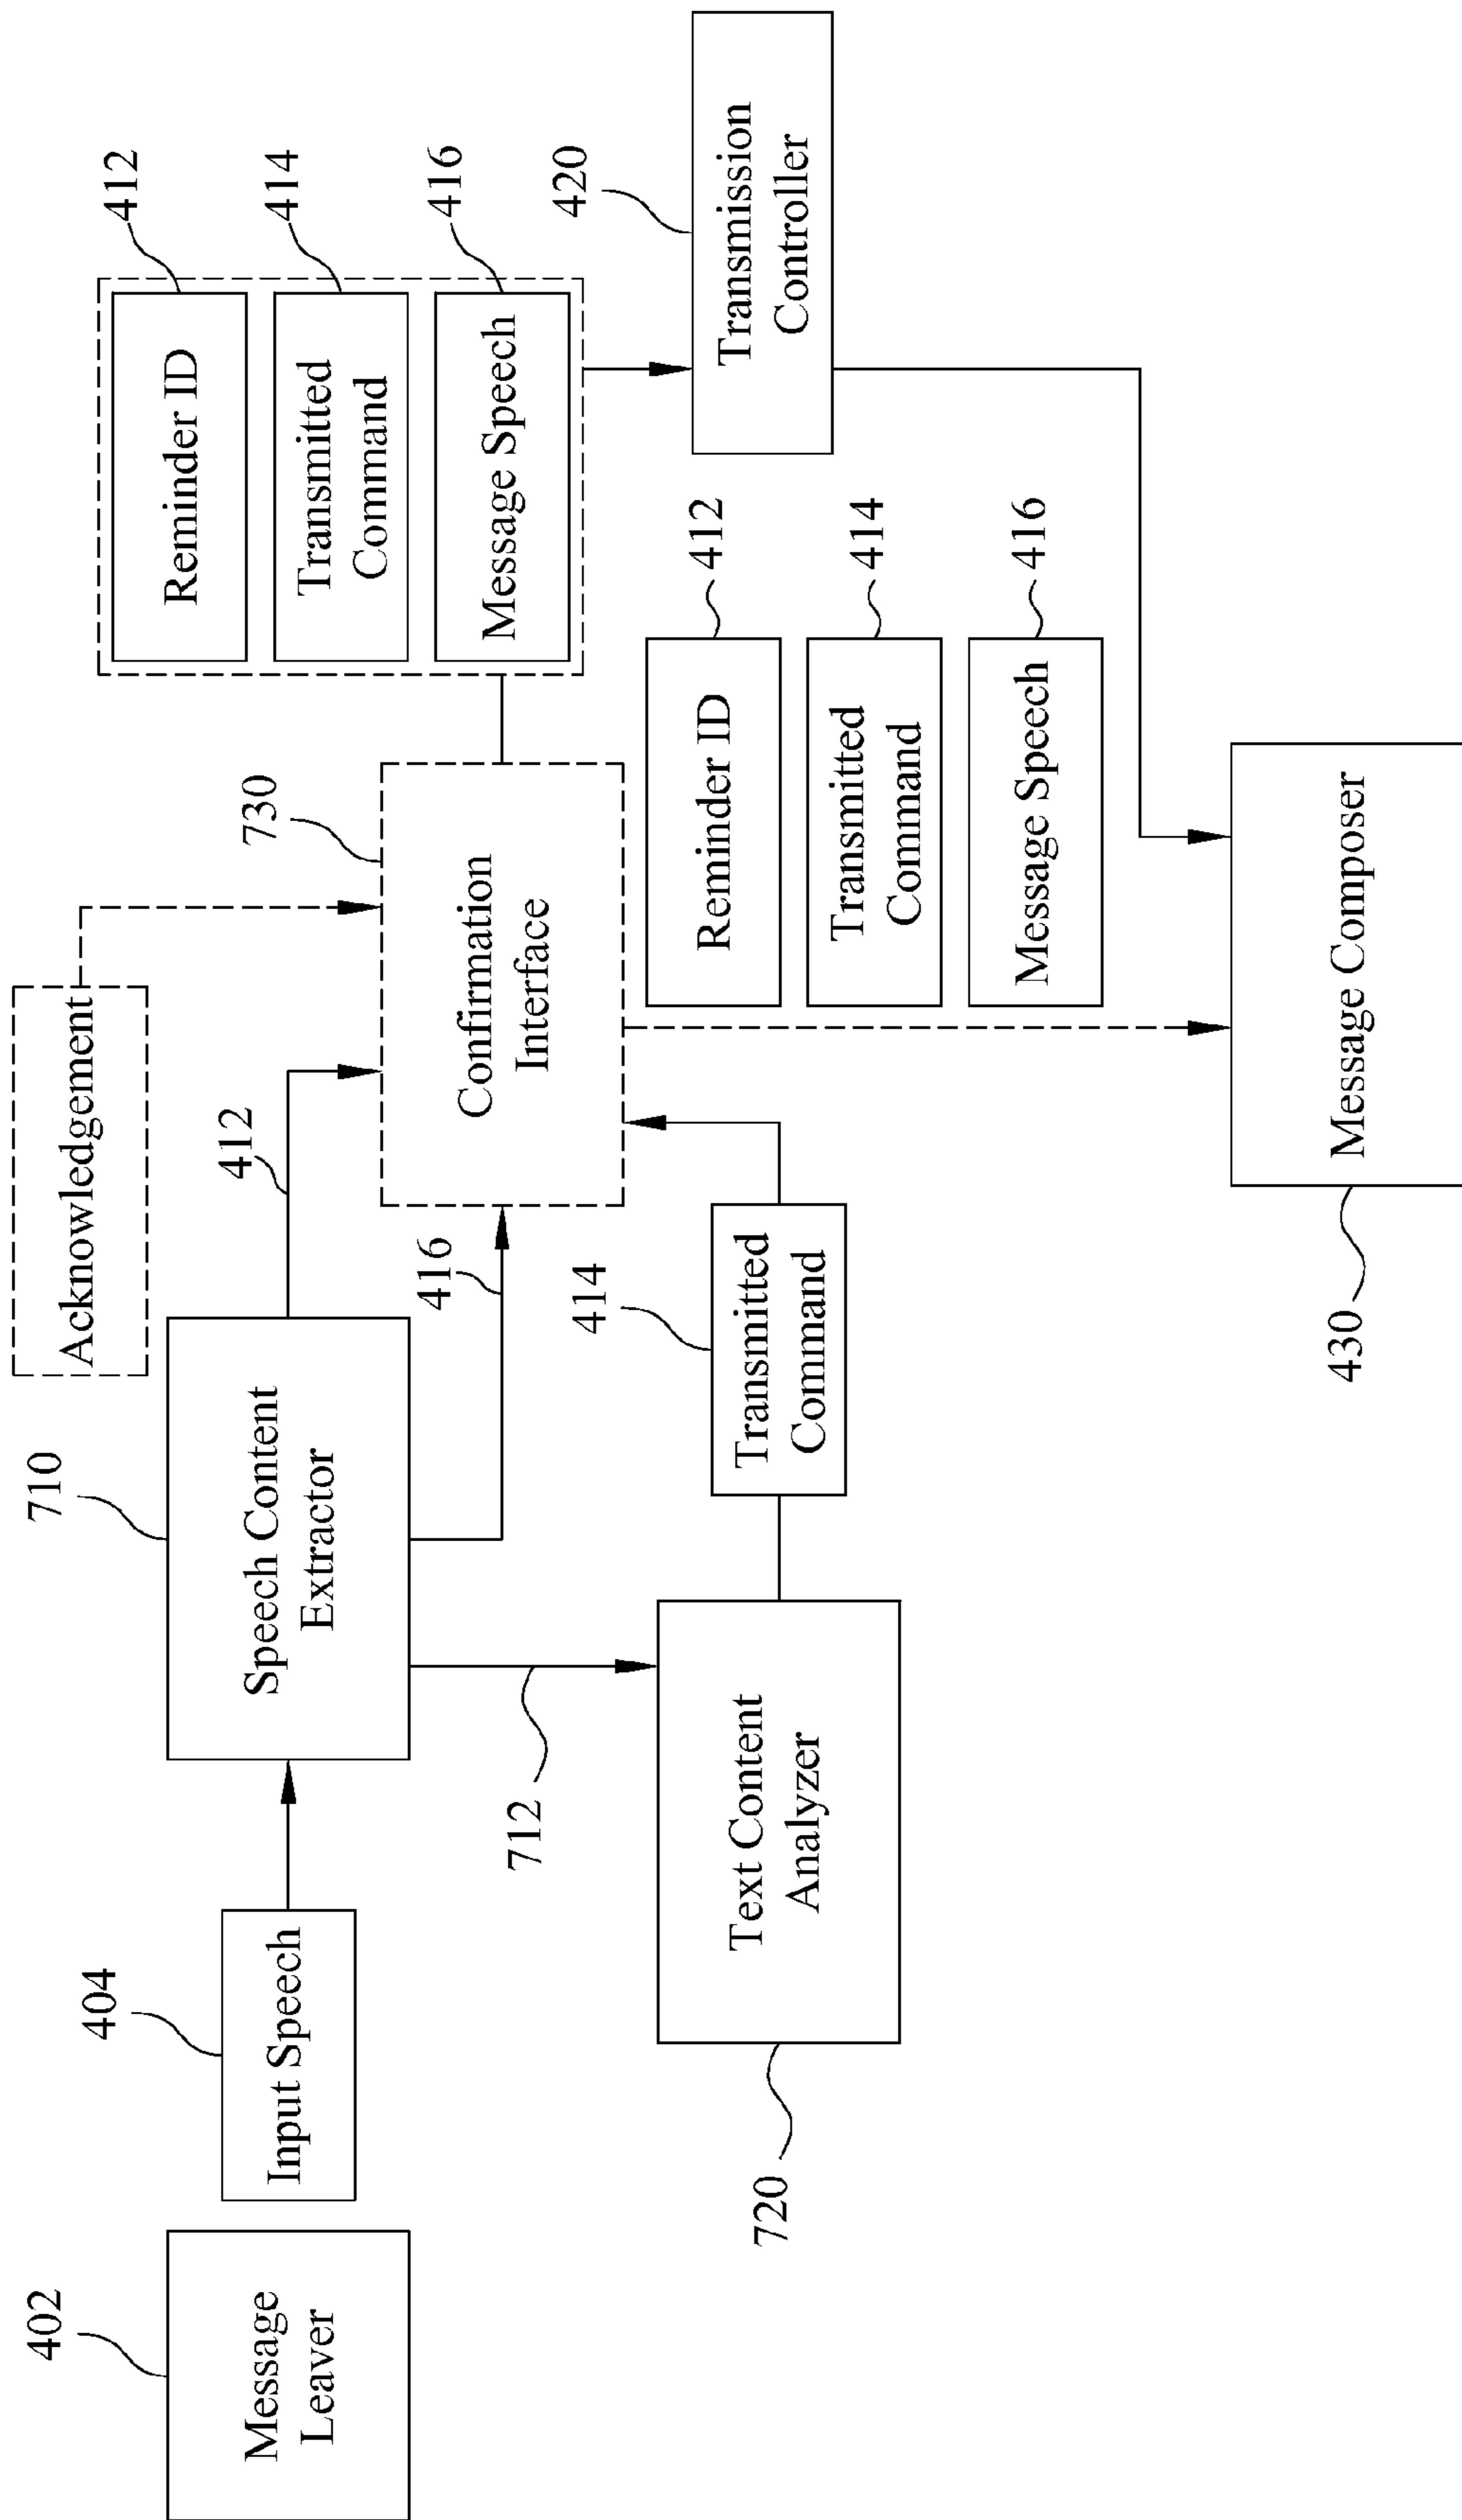 402
Message
Leaver
404
Input Speech
710
Speech Content
Extractor
Acknowledgement
412
416
712
720
Text Content
Analyzer
414
Transmitted
Command
730
Confirmation
Interface
Reminder ID
412
Transmitted
Command
414
Message Speech
416
420
Transmission
Controller
Reminder ID
412
Transmitted
Command
414
Message Speech
416
430
Message Composer